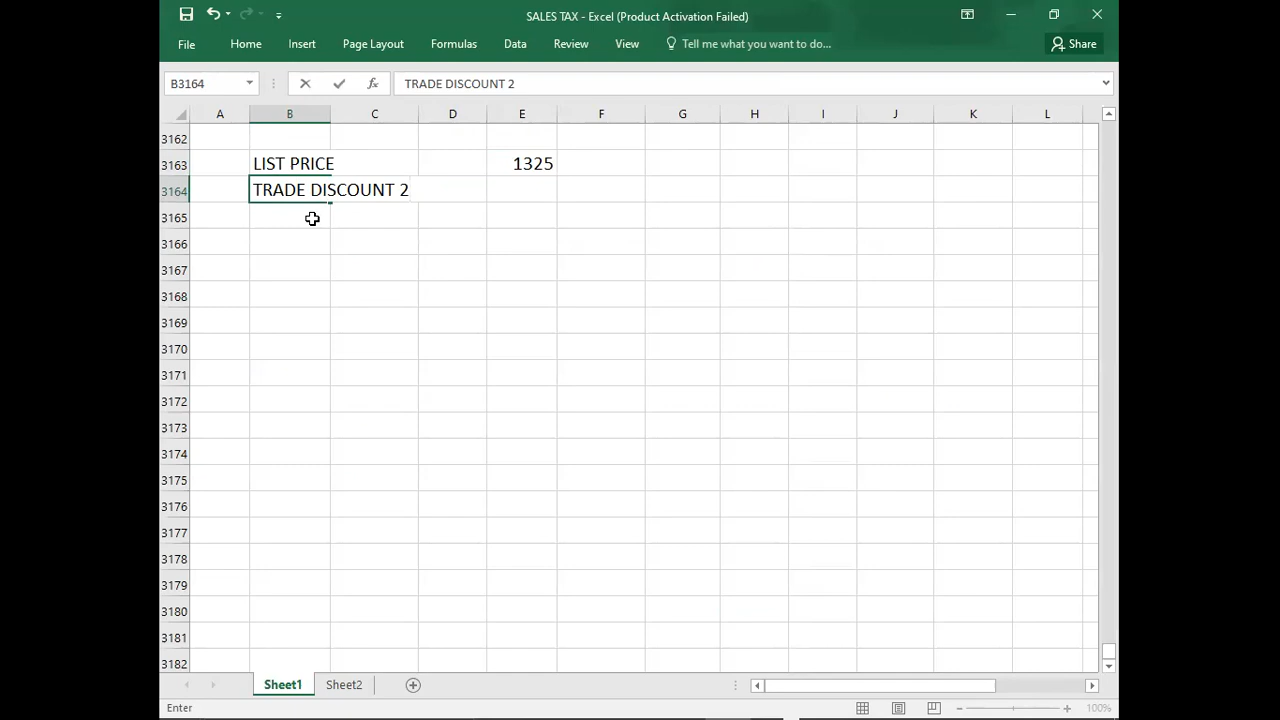 SALES TAX - Excel (Product Activation Failed)
File Home Insert Page Layout Formulas Data Review View Tell me what you want to do... Share
B3164 fx TRADE DISCOUNT 2
A B C D E F G H I J K L
3162
3163 LIST PRICE 1325
3164 TRADE DISCOUNT 2
3165
3166
3167
3168
3169
3170
3171
3172
3173
3174
3175
3176
3177
3178
3179
3180
3181
3182
Sheet1 Sheet2
Enter 100%